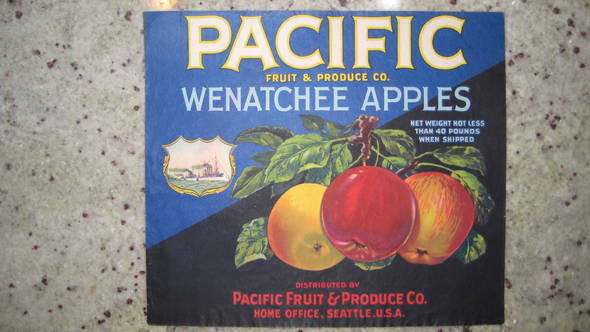 PACIFIC
FRUIT & PRODUCE CO.
WENATCHEE APPLES
NET WEIGHT NOT LESS
THAN 40 POUNDS
WHEN SHIPPED
DISTRIBUTED BY
PACIFIC FRUIT & PRODUCE CO.
HOME OFFICE, SEATTLE.U.S.A.